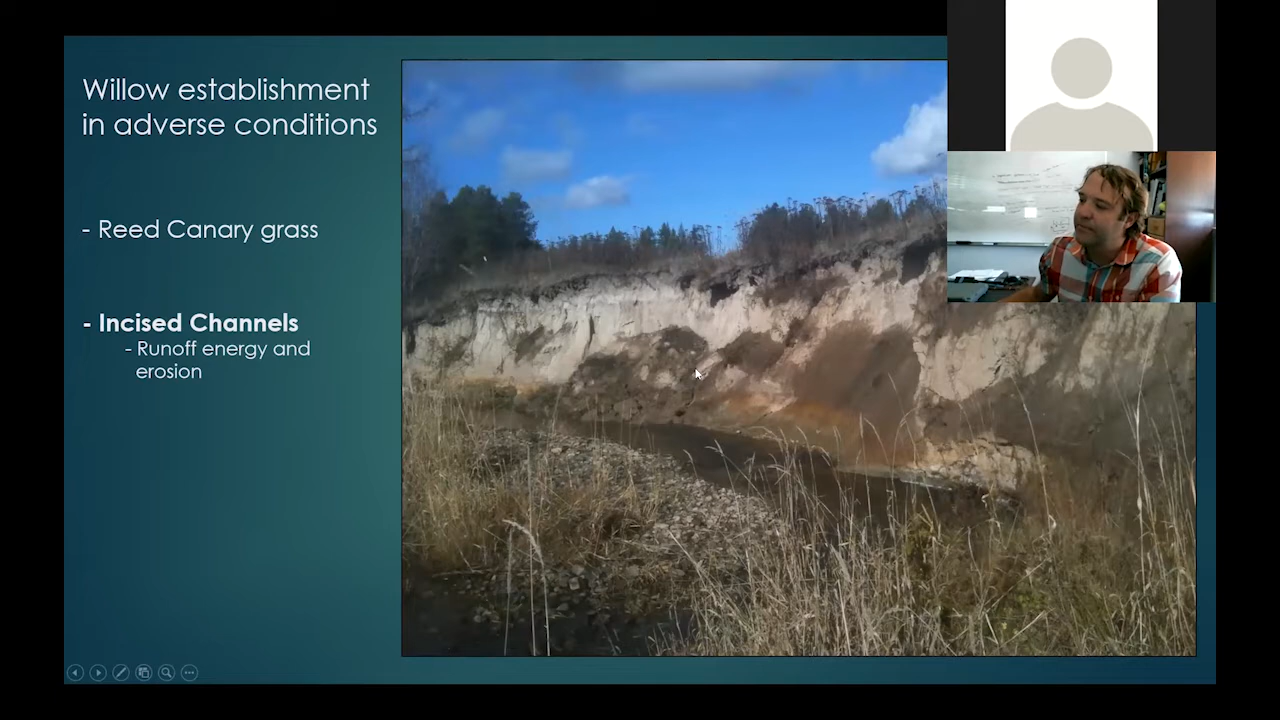 Willow establishment
in adverse conditions
- Reed Canary grass
- Incised Channels
- Runoff energy and
erosion